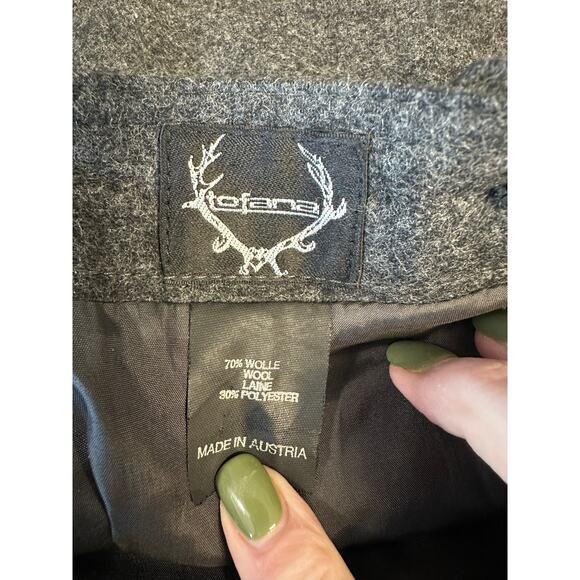 tofana
70% WOLLE
WOOL
LAINE
30% POLYESTER
MADE IN AUSTRIA